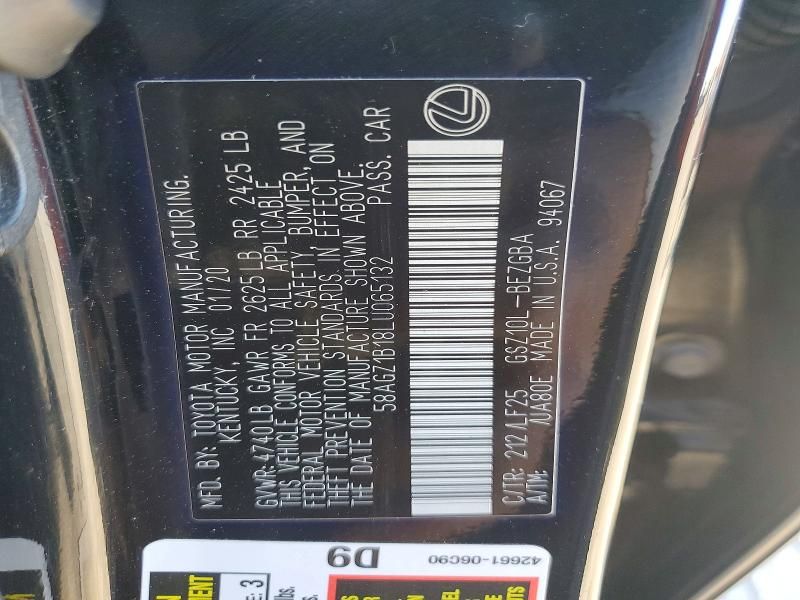 MFD. BY: TOYOTA MOTOR MANUFACTURING.
KENTUCKY, INC 01/20
GVWR: 4740LB GAWR FR 2625LB RR 2425 LB
THIS VEHICLE CONFORMS TO ALL APPLICABLE
FEDERAL MOTOR VEHICLE SAFETY, BUMPER, AND
THEFT PREVENTION STANDARDS IN EFFECT ON
THE DATE OF MANUFACTURE SHOWN ABOVE.
58AGZ1B18LU065132 PASS. CAR
C/TR: 212/LF25 GSZ10L-BEZGBA
A/TM: /UA80E MADE IN U.S.A. 94067
D9
42661-06C90
3
lbs.